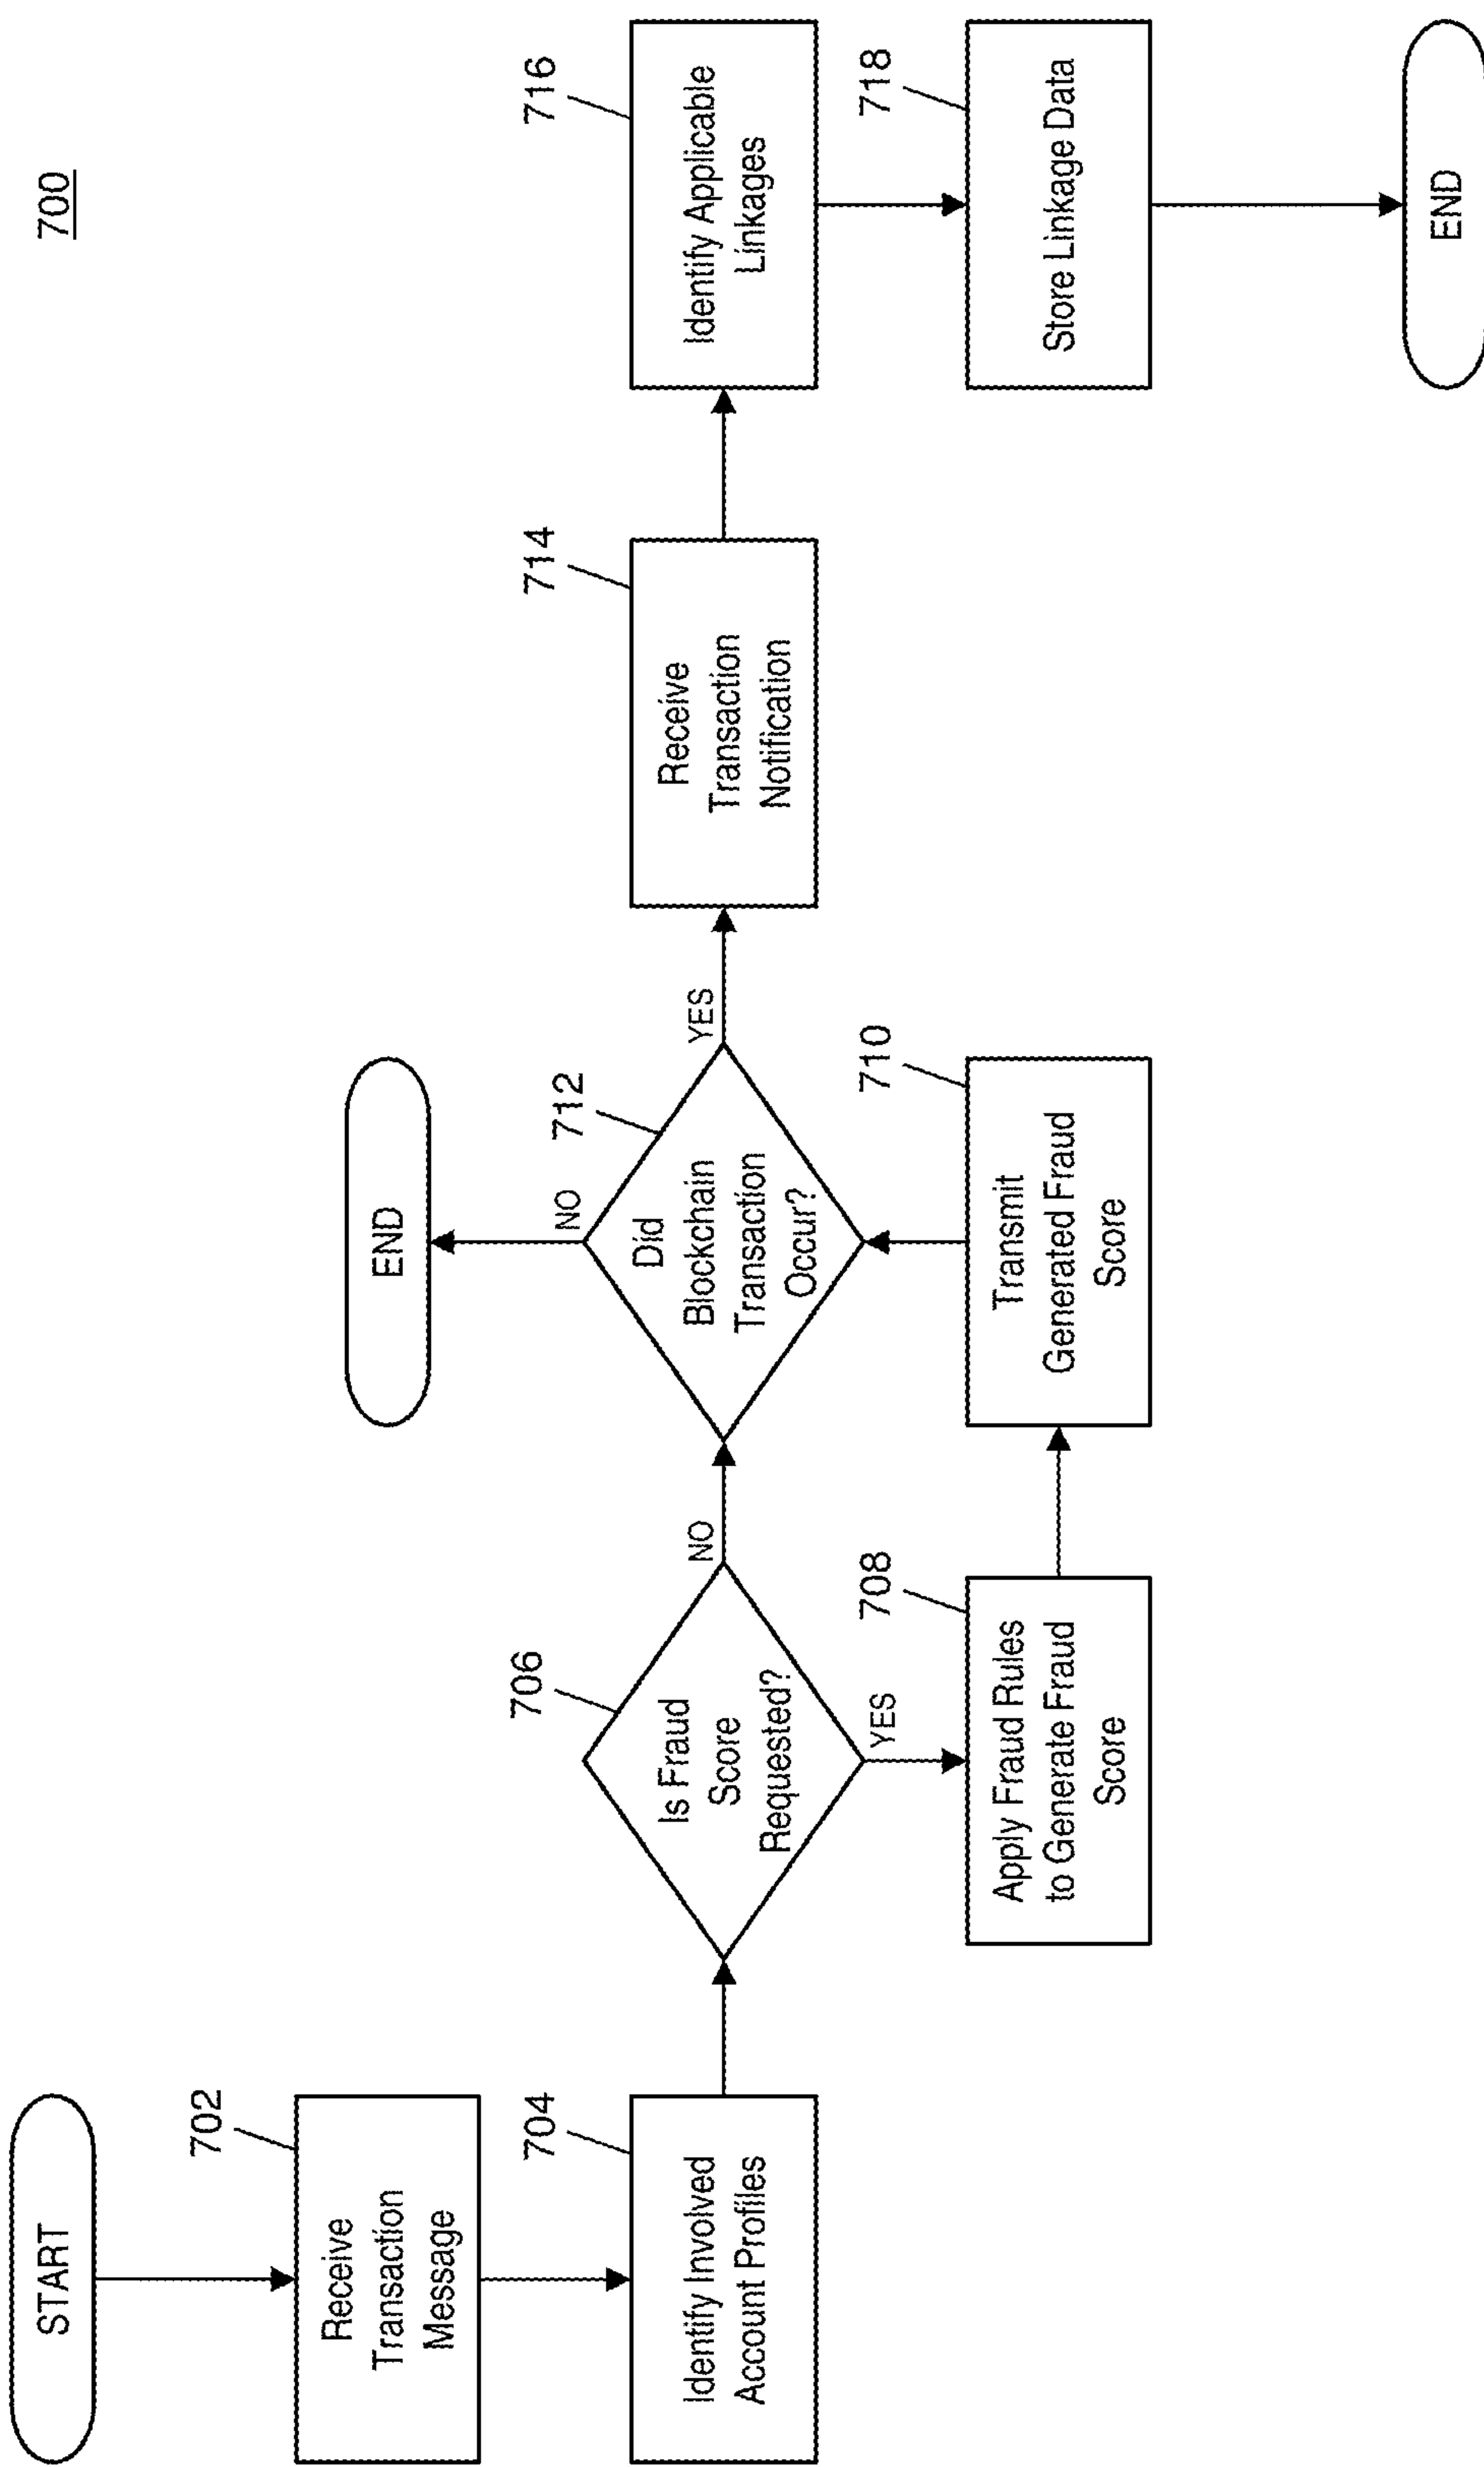 700
START
702
Receive
Transaction
Message
704
Identify Involved
Account Profiles
706
Is Fraud
Score
Requested?
YES
NO
708
Apply Fraud Rules
to Generate Fraud
Score
710
Transmit
Generated Fraud
Score
712
Did
Blockchain
Transaction
Occur?
NO
YES
END
714
Receive
Transaction
Notification
716
Identify Applicable
Linkages
718
Store Linkage Data
END